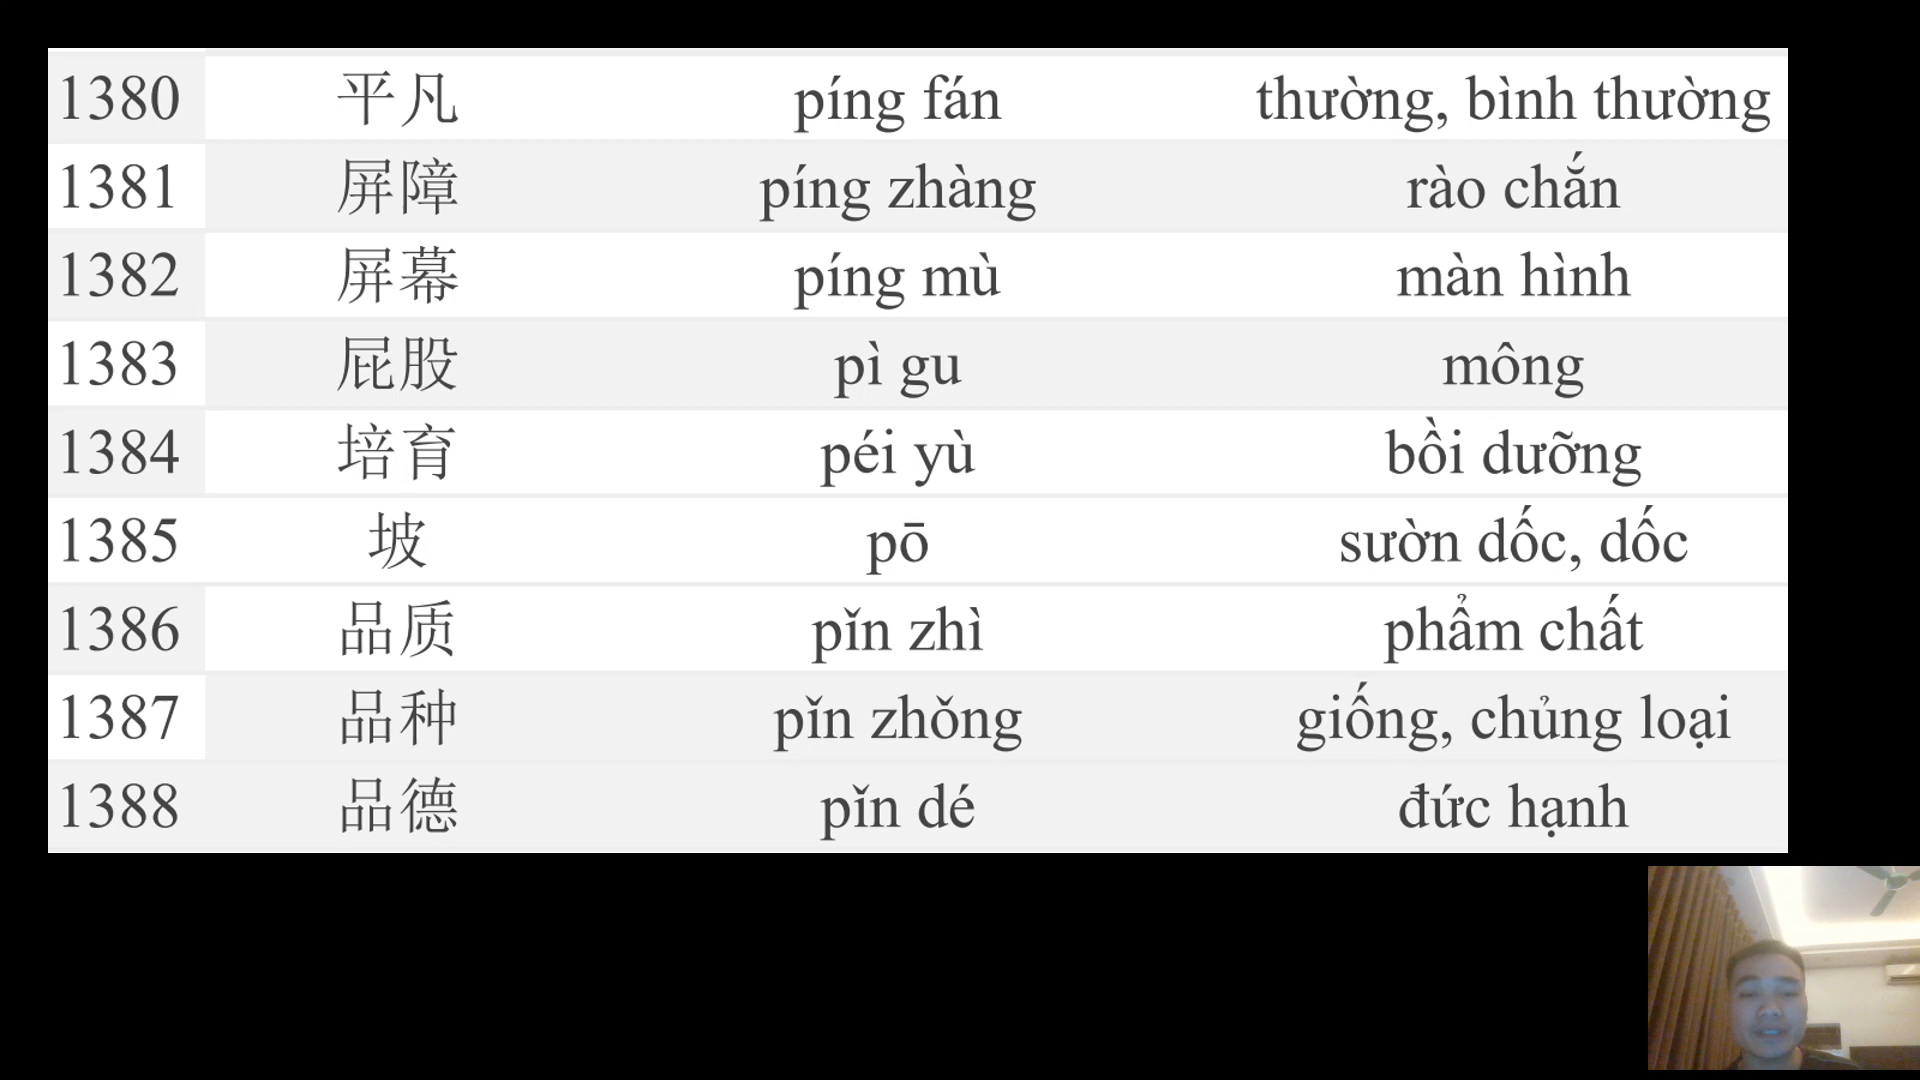 1380 平凡 píng fán thường, bình thường
1381 屏障 píng zhàng rào chắn
1382 屏幕 píng mù màn hình
1383 屁股 pì gu mông
1384 培育 péi yù bồi dưỡng
1385 坡 pō sườn dốc, dốc
1386 品质 pǐn zhì phẩm chất
1387 品种 pǐn zhǒng giống, chủng loại
1388 品德 pǐn dé đức hạnh